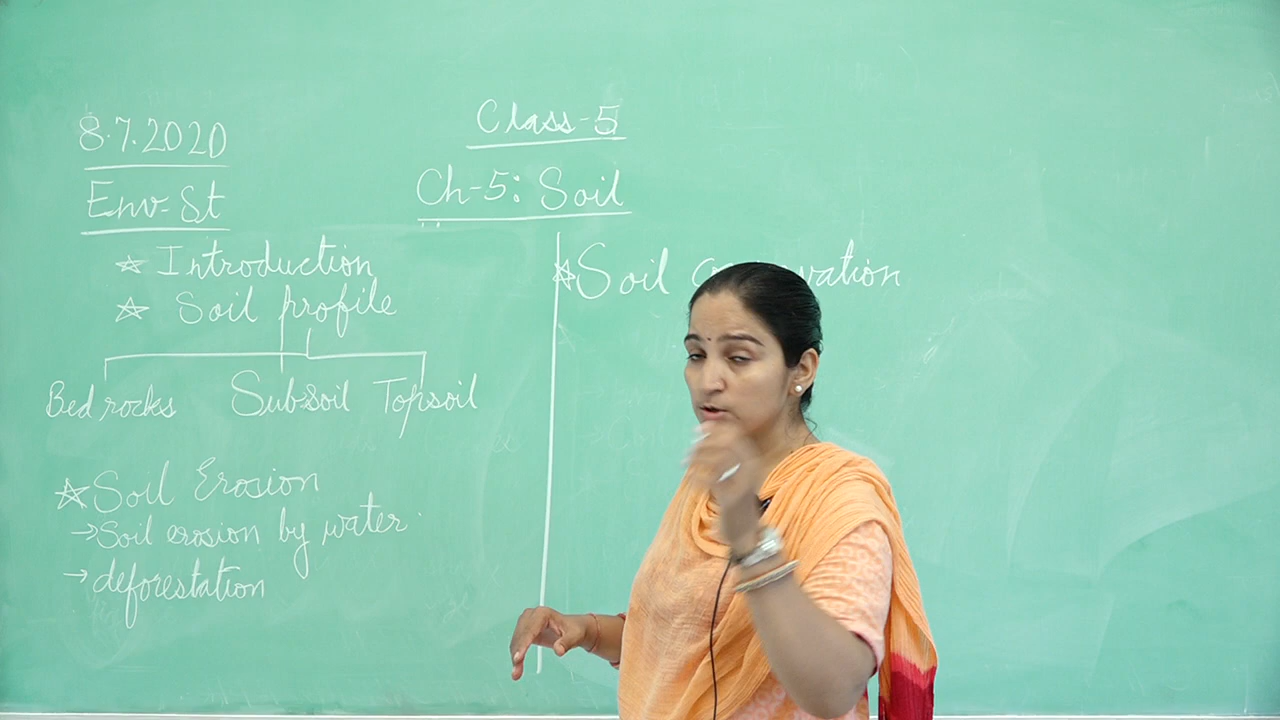 8.7.2020
Class-5
Env-St
Ch-5: Soil
☆ Introduction
☆ Soil profile
Bed rocks Subsoil Topsoil
☆ Soil Erosion
→ Soil erosion by water
→ deforestation
☆ Soil